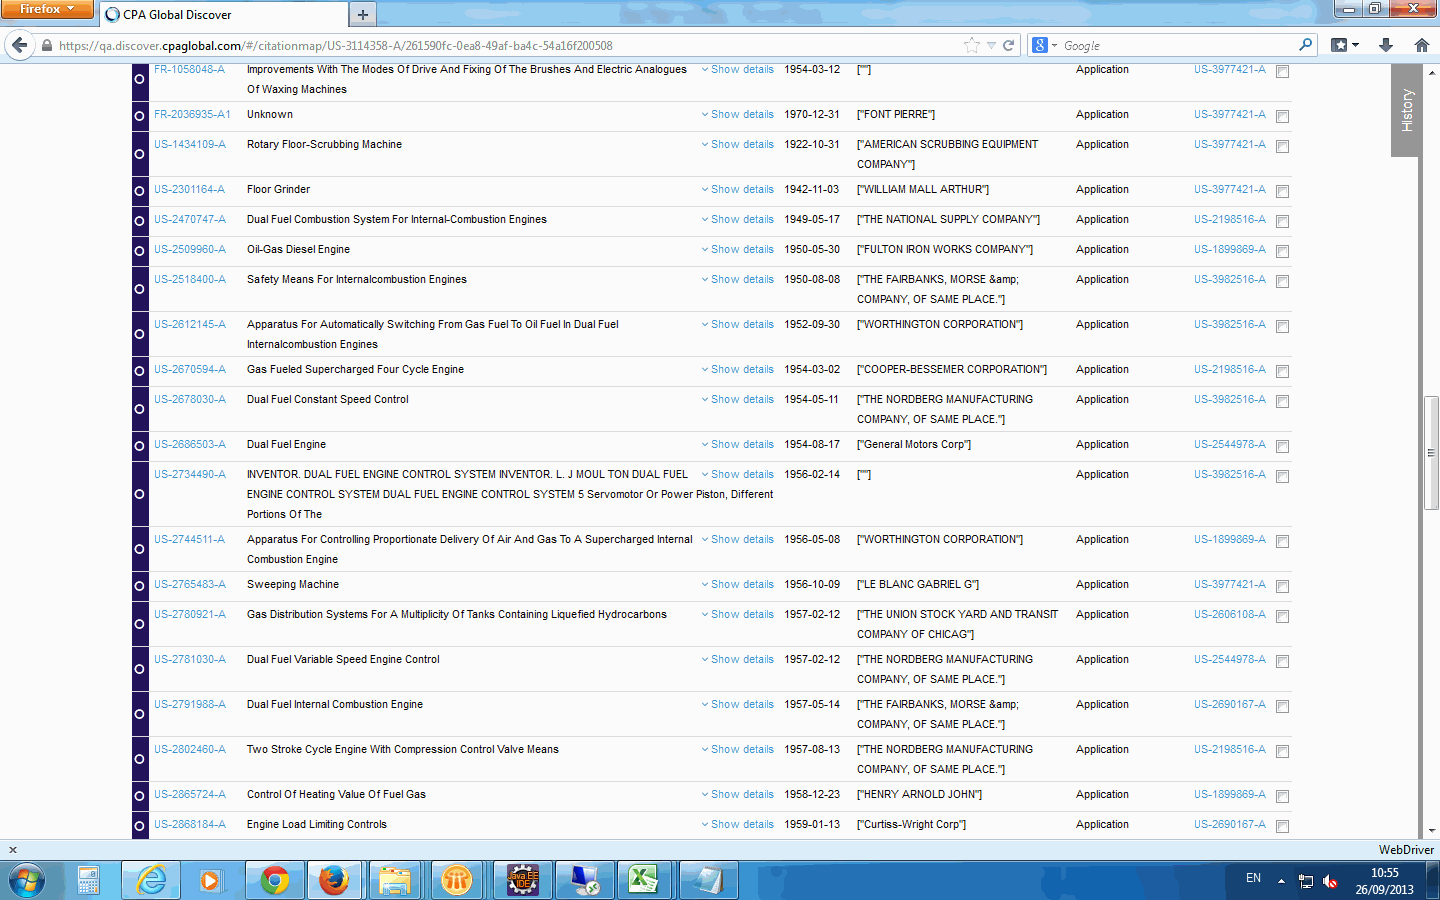 Firefox
CPA Global Discover
https://qa.discover.cpaglobal.com/#/citationmap/US-3114358-A/261590fc-0ea8-49af-ba4c-54a16f200508
Google
History
FR-1058048-A Improvements With The Modes Of Drive And Fixing Of The Brushes And Electric Analogues Show details 1954-03-12 [""] Application US-3977421-A
Of Waxing Machines
FR-2036935-A1 Unknown Show details 1970-12-31 ["FONT PIERRE"] Application US-3977421-A
US-1434109-A Rotary Floor-Scrubbing Machine Show details 1922-10-31 ["AMERICAN SCRUBBING EQUIPMENT Application US-3977421-A
COMPANY"]
US-2301164-A Floor Grinder Show details 1942-11-03 ["WILLIAM MALL ARTHUR"] Application US-3977421-A
US-2470747-A Dual Fuel Combustion System For Internal-Combustion Engines Show details 1949-05-17 ["THE NATIONAL SUPPLY COMPANY"] Application US-2198516-A
US-2509960-A Oil-Gas Diesel Engine Show details 1950-05-30 ["FULTON IRON WORKS COMPANY"] Application US-1899869-A
US-2518400-A Safety Means For Internalcombustion Engines Show details 1950-08-08 ["THE FAIRBANKS, MORSE &amp; Application US-3982516-A
COMPANY, OF SAME PLACE."]
US-2612145-A Apparatus For Automatically Switching From Gas Fuel To Oil Fuel In Dual Fuel Show details 1952-09-30 ["WORTHINGTON CORPORATION"] Application US-3982516-A
Internalcombustion Engines
US-2670594-A Gas Fueled Supercharged Four Cycle Engine Show details 1954-03-02 ["COOPER-BESSEMER CORPORATION"] Application US-2198516-A
US-2678030-A Dual Fuel Constant Speed Control Show details 1954-05-11 ["THE NORDBERG MANUFACTURING Application US-3982516-A
COMPANY, OF SAME PLACE."]
US-2686503-A Dual Fuel Engine Show details 1954-08-17 ["General Motors Corp"] Application US-2544978-A
US-2734490-A INVENTOR. DUAL FUEL ENGINE CONTROL SYSTEM INVENTOR. L. J MOUL TON DUAL FUEL Show details 1956-02-14 [""] Application US-3982516-A
ENGINE CONTROL SYSTEM DUAL FUEL ENGINE CONTROL SYSTEM 5 Servomotor Or Power Piston, Different
Portions Of The
US-2744511-A Apparatus For Controlling Proportionate Delivery Of Air And Gas To A Supercharged Internal Show details 1956-05-08 ["WORTHINGTON CORPORATION"] Application US-1899869-A
Combustion Engine
US-2765483-A Sweeping Machine Show details 1956-10-09 ["LE BLANC GABRIEL G"] Application US-3977421-A
US-2780921-A Gas Distribution Systems For A Multiplicity Of Tanks Containing Liquefied Hydrocarbons Show details 1957-02-12 ["THE UNION STOCK YARD AND TRANSIT Application US-2606108-A
COMPANY OF CHICAG"]
US-2781030-A Dual Fuel Variable Speed Engine Control Show details 1957-02-12 ["THE NORDBERG MANUFACTURING Application US-2544978-A
COMPANY, OF SAME PLACE."]
US-2791988-A Dual Fuel Internal Combustion Engine Show details 1957-05-14 ["THE FAIRBANKS, MORSE &amp; Application US-2690167-A
COMPANY, OF SAME PLACE."]
US-2802460-A Two Stroke Cycle Engine With Compression Control Valve Means Show details 1957-08-13 ["THE NORDBERG MANUFACTURING Application US-2198516-A
COMPANY, OF SAME PLACE."]
US-2865724-A Control Of Heating Value Of Fuel Gas Show details 1958-12-23 ["HENRY ARNOLD JOHN"] Application US-1899869-A
US-2868184-A Engine Load Limiting Controls Show details 1959-01-13 ["Curtiss-Wright Corp"] Application US-2690167-A
WebDriver
Java EE
IDE
EN
10:55
26/09/2013